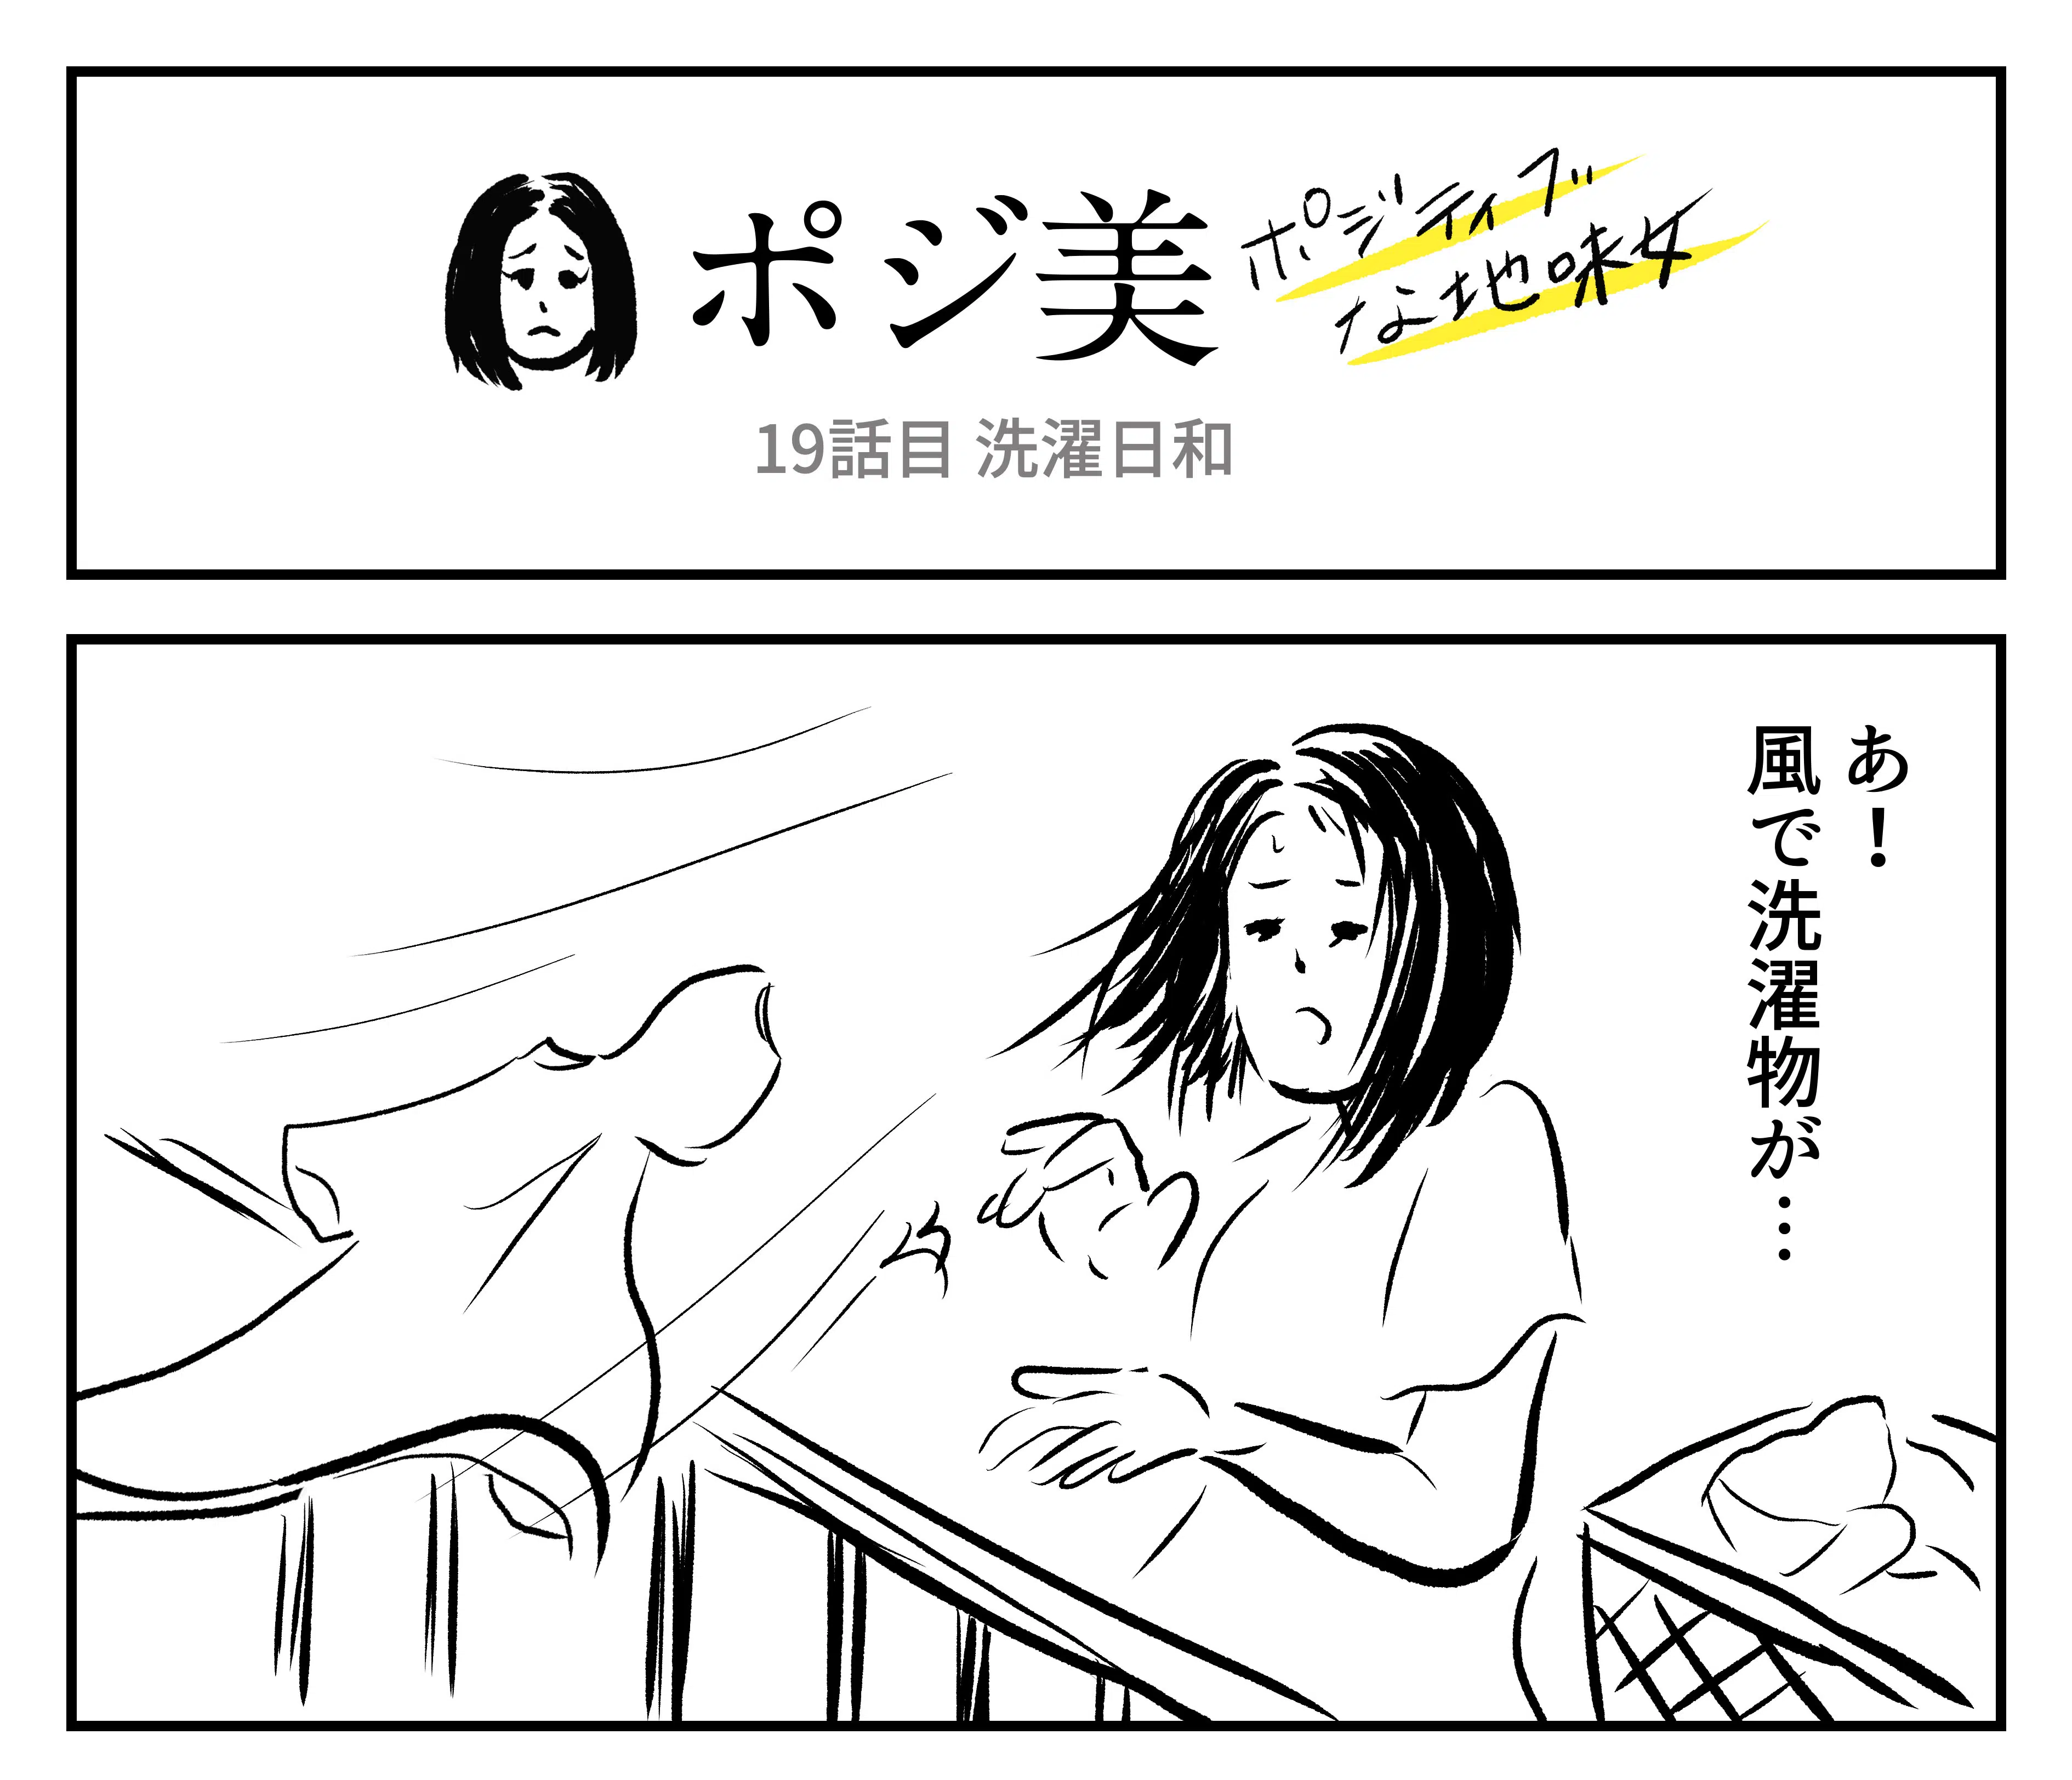 ポジ美
ポジティブ
な地味女
19話目 洗濯日和
あ！
風で洗濯物が…